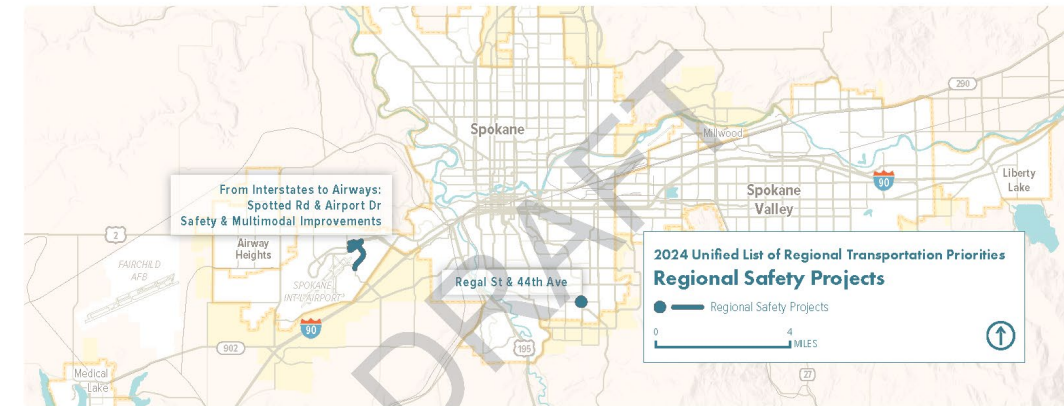 290
Spokane
Millwood
90
Liberty
Lake
From Interstates to Airways:
Spotted Rd & Airport Dr
Safety & Multimodal Improvements
Spokane
Valley
2
Airway
Heights
FAIRCHILD
AFB
SPOKANE
INT'L AIRPORT
Regal St & 44th Ave
2024 Unified List of Regional Transportation Priorities
Regional Safety Projects
Regional Safety Projects
0 4
MILES
90
902
195
Medical
Lake
27
DRAFT